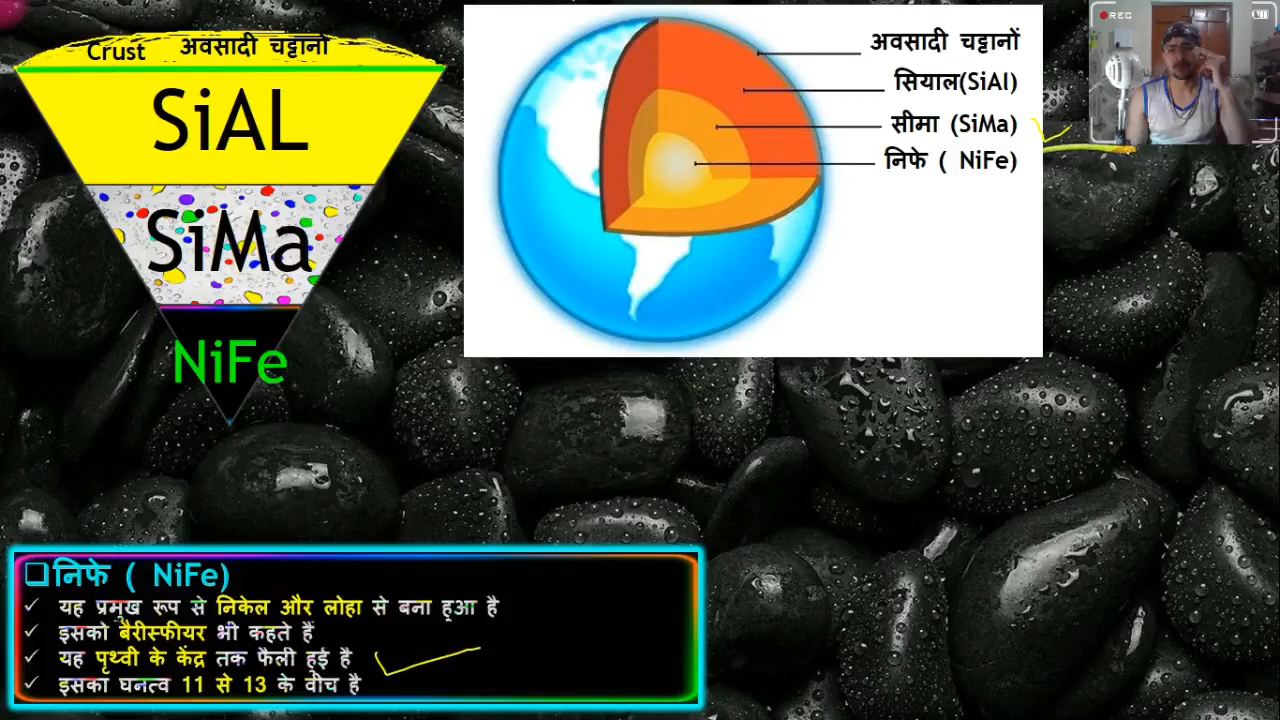 Crust अवसादी चट्टानों
SiAL
SiMa
NiFe
अवसादी चट्टानों
सियाल(SiAl)
सीमा (SiMa)
निफे ( NiFe)
REC
❑निफे ( NiFe)
✓ यह प्रमुख रूप से निकेल और लोहा से बना हुआ है
✓ इसको बैरीस्फीयर भी कहते हैं
✓ यह पृथ्वी के केंद्र तक फैली हुई है
✓ इसका घनत्व 11 से 13 के वीच है